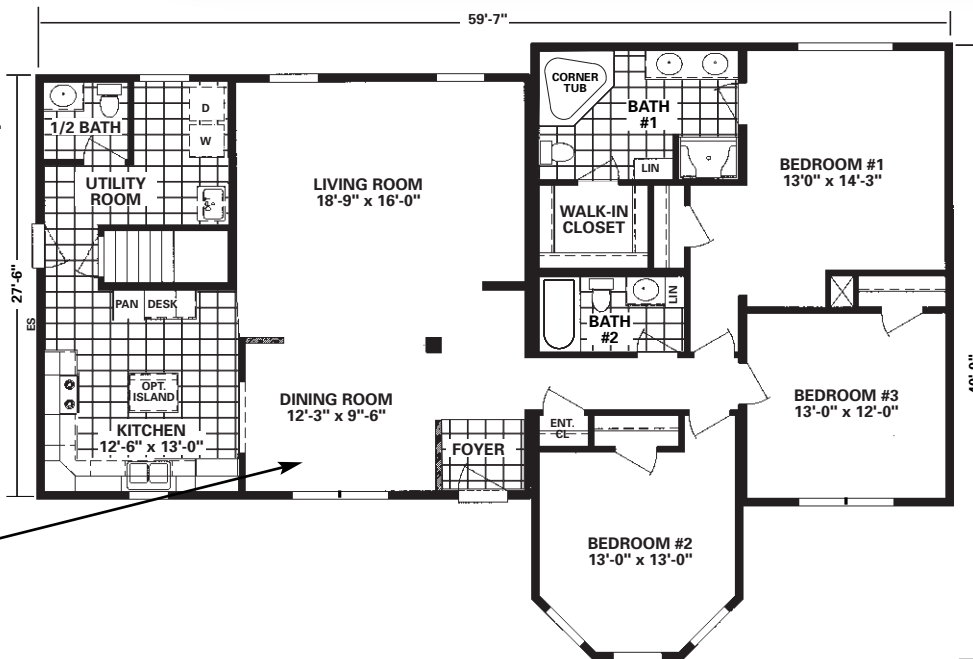 59'-7"
CORNER
TUB
BATH
#1
LIN
D
W
1/2 BATH
OPT.
UTILITY
ROOM
LIVING ROOM
18'-9" x 16'-0"
BEDROOM #1
13'0" x 14'-3"
WALK-IN
CLOSET
27'-6"
ES
PAN
DESK
LIN
BATH
#2
OPT.
ISLAND
KITCHEN
12'-6" x 13'-0"
DINING ROOM
12'-3" x 9"-6'
FOYER
ENT.
CL
BEDROOM #3
13'-0" x 12'-0"
BEDROOM #2
13'-0" x 13'-0"